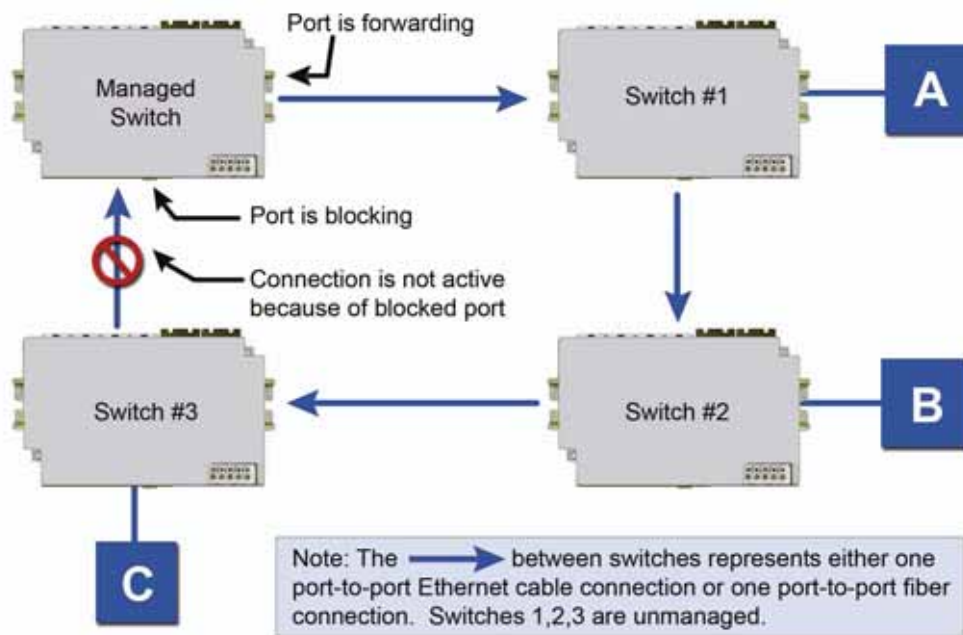 Port is forwarding
Managed
Switch
Switch #1
A
Port is blocking
Connection is not active
because of blocked port
Switch #3
Switch #2
B
C
Note: The between switches represents either one
port-to-port Ethernet cable connection or one port-to-port fiber
connection. Switches 1,2,3 are unmanaged.